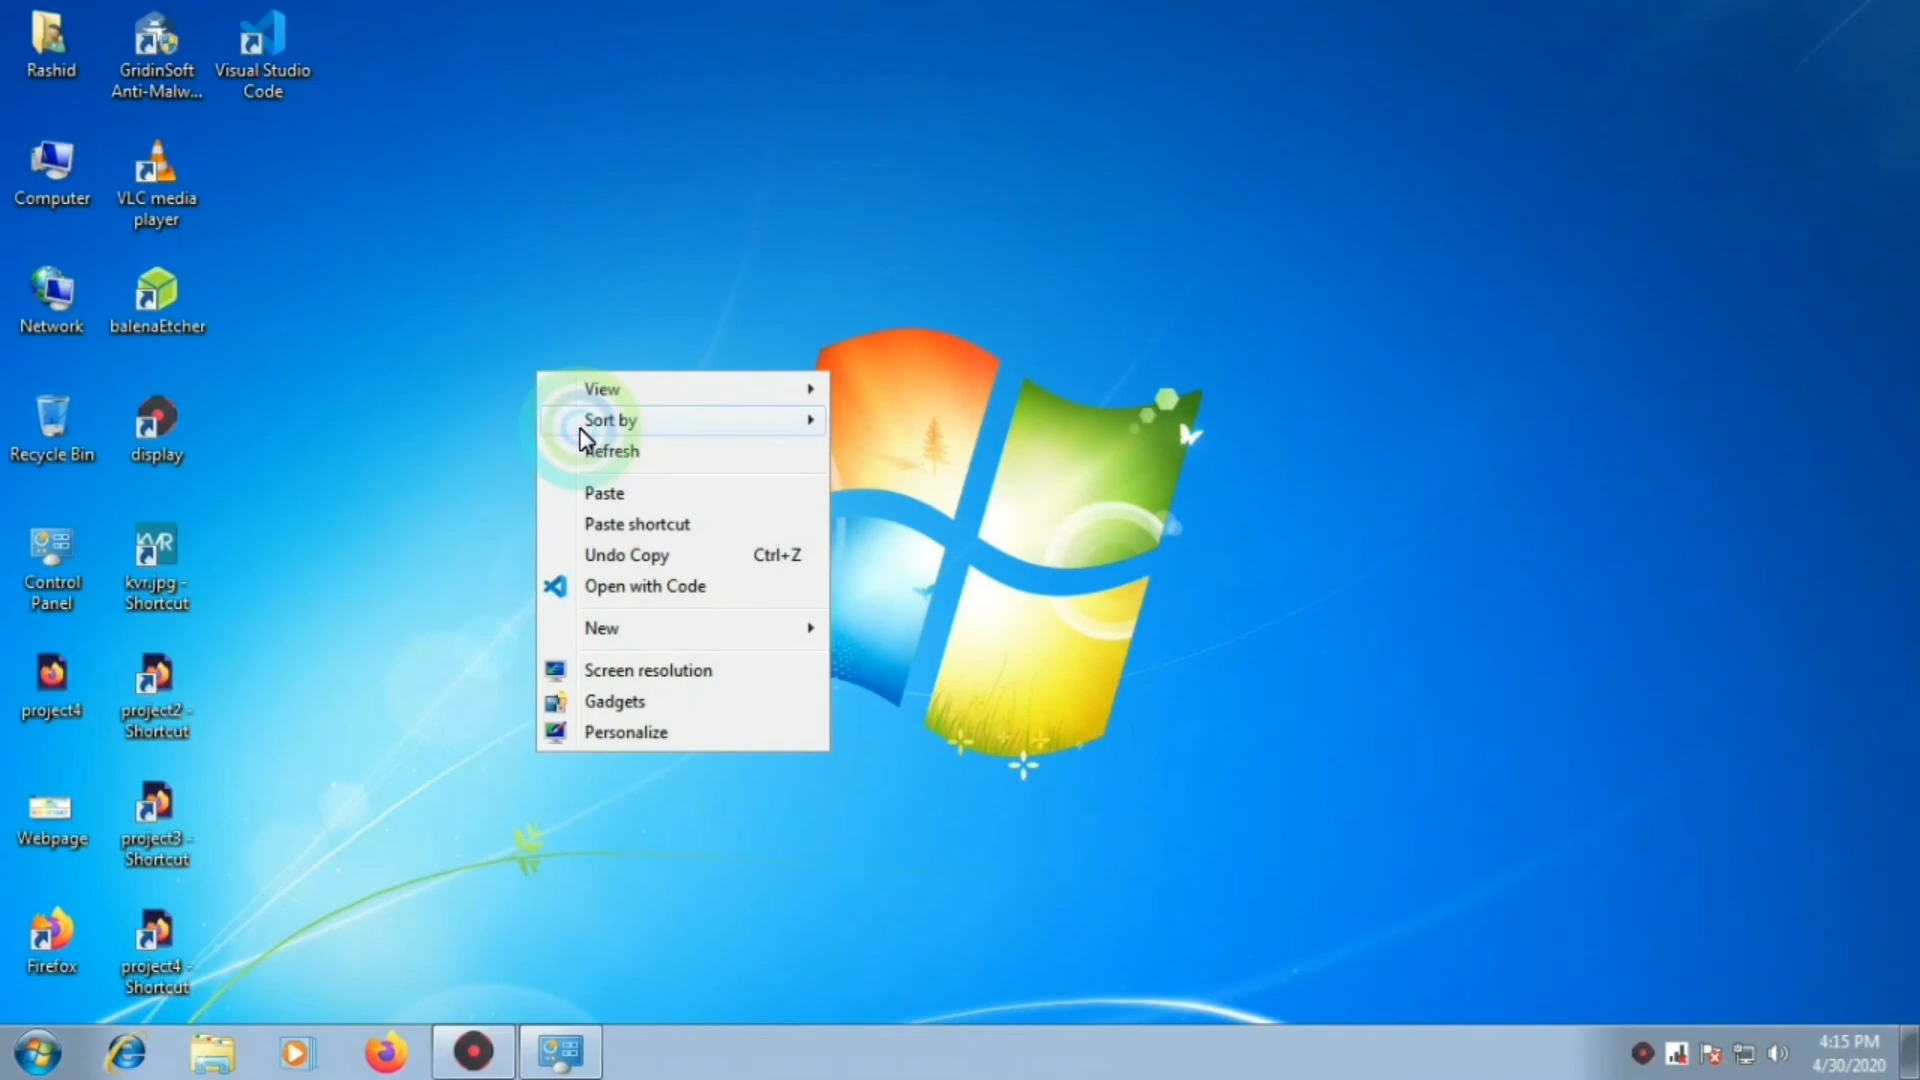 Rashid
GridinSoft
Anti-Malw...
Visual Studio
Code
Computer
VLC media
player
Network
balenaEtcher
Recycle Bin
display
Control
Panel
KVR
kvr.jpg -
Shortcut
project4
project2 -
Shortcut
Webpage
project3 -
Shortcut
Firefox
project4 -
Shortcut
View
Sort by
Refresh
Paste
Paste shortcut
Undo Copy Ctrl+Z
Open with Code
New
Screen resolution
Gadgets
Personalize
4:15 PM
4/30/2020